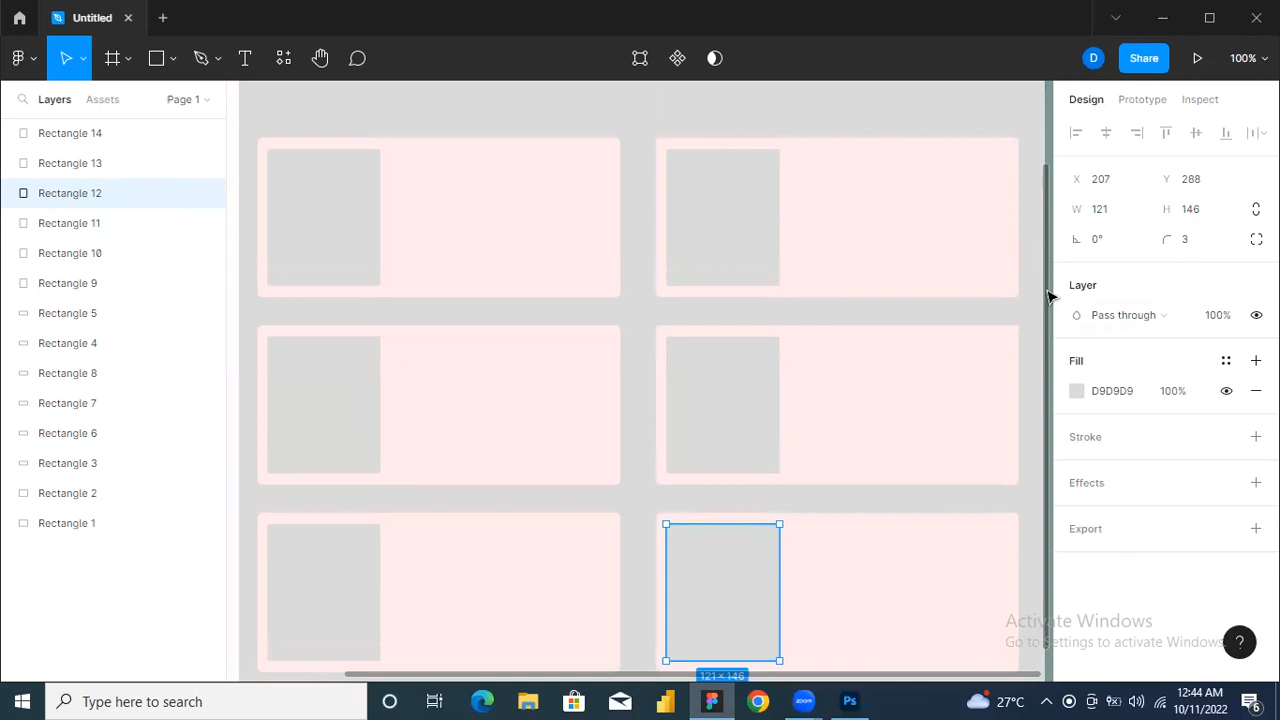 Untitled
D
Share
100%
Layers
Assets
Page 1
Design
Prototype
Inspect
Rectangle 14
Rectangle 13
Rectangle 12
Rectangle 11
Rectangle 10
Rectangle 9
Rectangle 5
Rectangle 4
Rectangle 8
Rectangle 7
Rectangle 6
Rectangle 3
Rectangle 2
Rectangle 1
X 207 Y 288
W 121 H 146
0° 3
Layer
Pass through 100%
Fill
D9D9D9 100%
Stroke
Effects
Export
121 × 146
Activate Windows
Go to Settings to activate Windows.
?
Type here to search
27°C
12:44 AM
10/11/2022
6